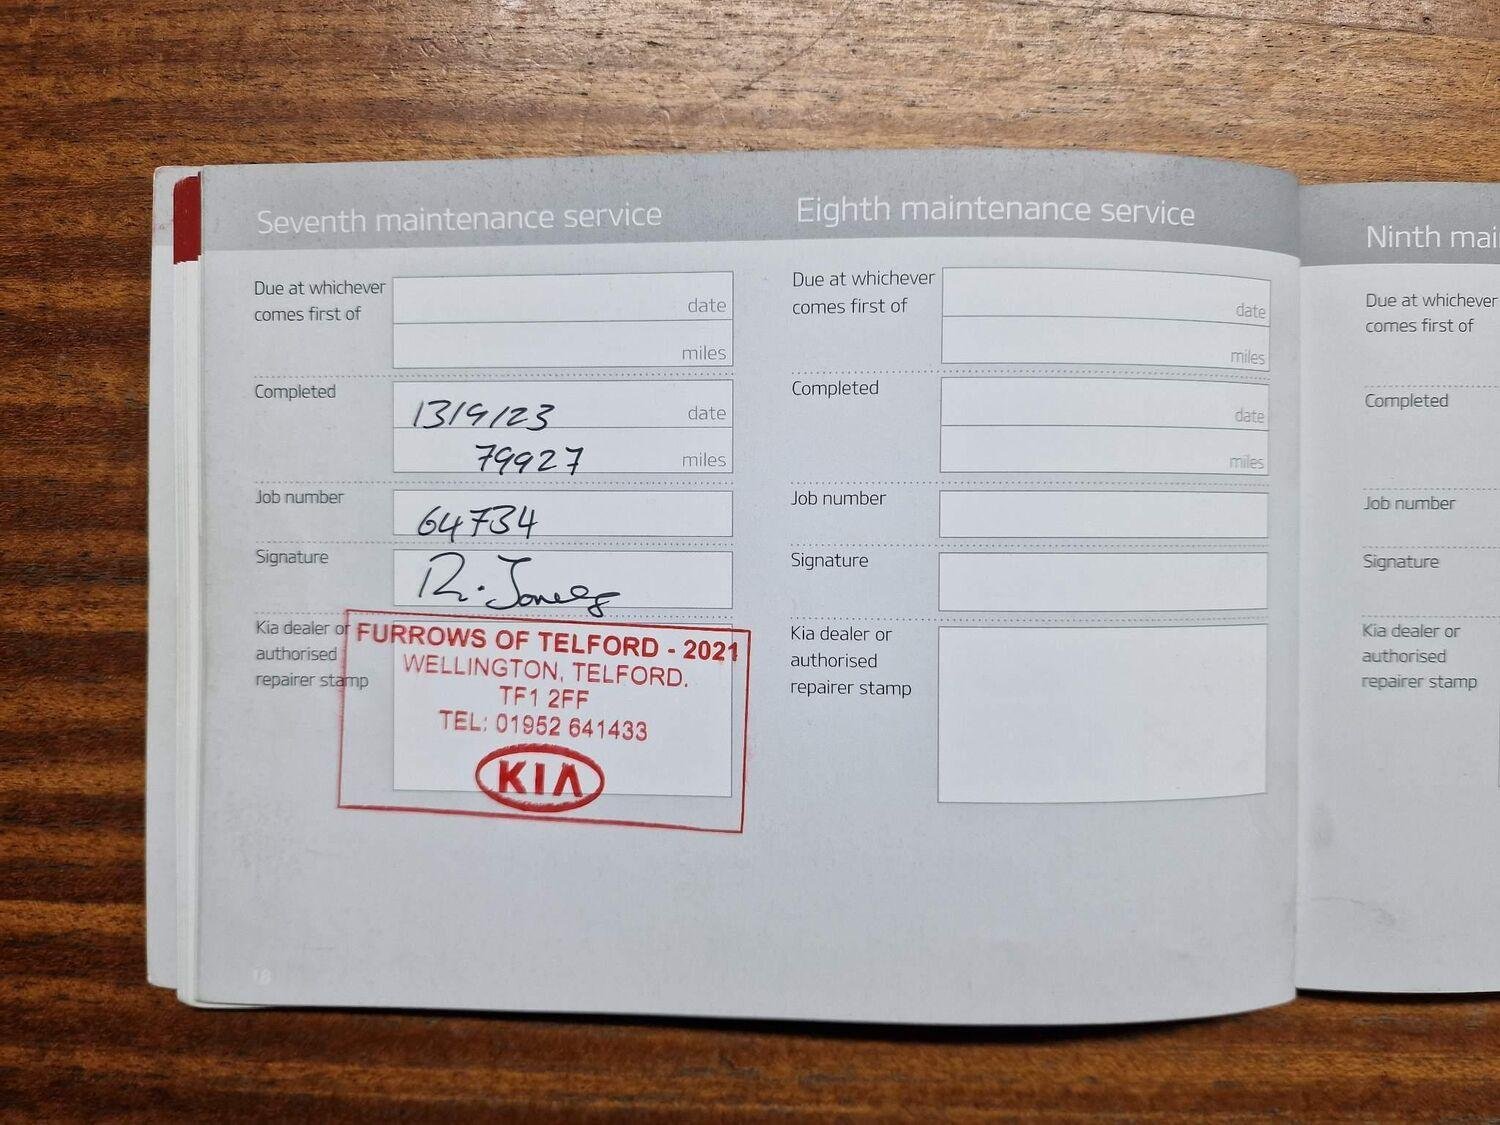 Seventh maintenance service
Due at whichever
comes first of
date
miles
Completed
13/9/23 date
79927 miles
Job number
64734
Signature
R. Jones
Kia dealer or
authorised
repairer stamp
FURROWS OF TELFORD - 2021
WELLINGTON, TELFORD.
TF1 2FF
TEL: 01952 641433
KIA
18
Eighth maintenance service
Due at whichever
comes first of
date
miles
Completed
date
miles
Job number
Signature
Kia dealer or
authorised
repairer stamp
Ninth mai
Due at whichever
comes first of
Completed
Job number
Signature
Kia dealer or
authorised
repairer stamp